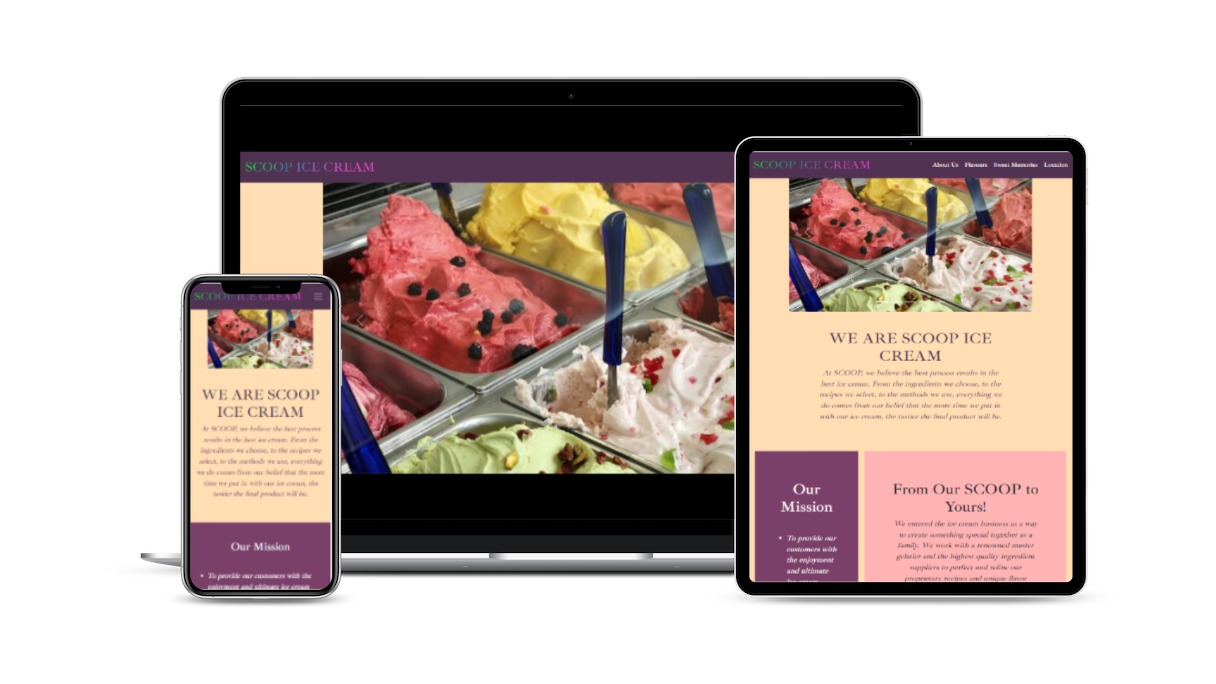 SCOOP ICE CREAM
SCOOP ICE CREAM
About Us Flavours Sweet Memories Location
WE ARE SCOOP ICE
CREAM
At SCOOP, we believe the best process results in the
best ice cream. From the ingredients we choose, to the
recipes we select, to the methods we use, everything we
do comes from our belief that the more time we put in
with our ice cream, the tastier the final product will be.
Our
Mission
• To provide our
customers with
the enjoyment
and ultimate
ice cream
From Our SCOOP to
Yours!
We entered the ice cream business as a way
to create something special together as a
family. We work with a renowned master
gelatier and the highest quality ingredient
suppliers to perfect and refine our
proprietary recipes and unique flavor
SCOOP ICE CREAM
WE ARE SCOOP
ICE CREAM
At SCOOP, we believe the best process
results in the best ice cream. From the
ingredients we choose, to the recipes we
select, to the methods we use, everything
we do comes from our belief that the more
time we put in with our ice cream, the
tastier the final product will be.
Our Mission
• To provide our customers with the
enjoyment and ultimate ice cream